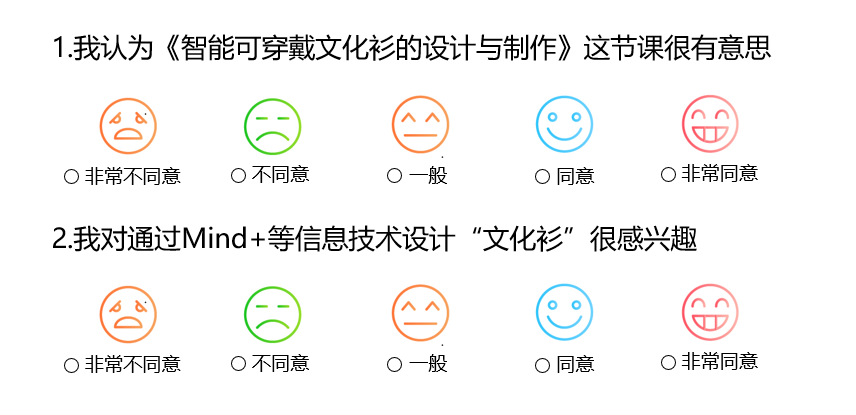 1.我认为《智能可穿戴文化衫的设计与制作》这节课很有意思
○ 非常不同意 ○ 不同意 ○ 一般 ○ 同意 ○ 非常同意
2.我对通过Mind+等信息技术设计“文化衫”很感兴趣
○ 非常不同意 ○ 不同意 ○ 一般 ○ 同意 ○ 非常同意